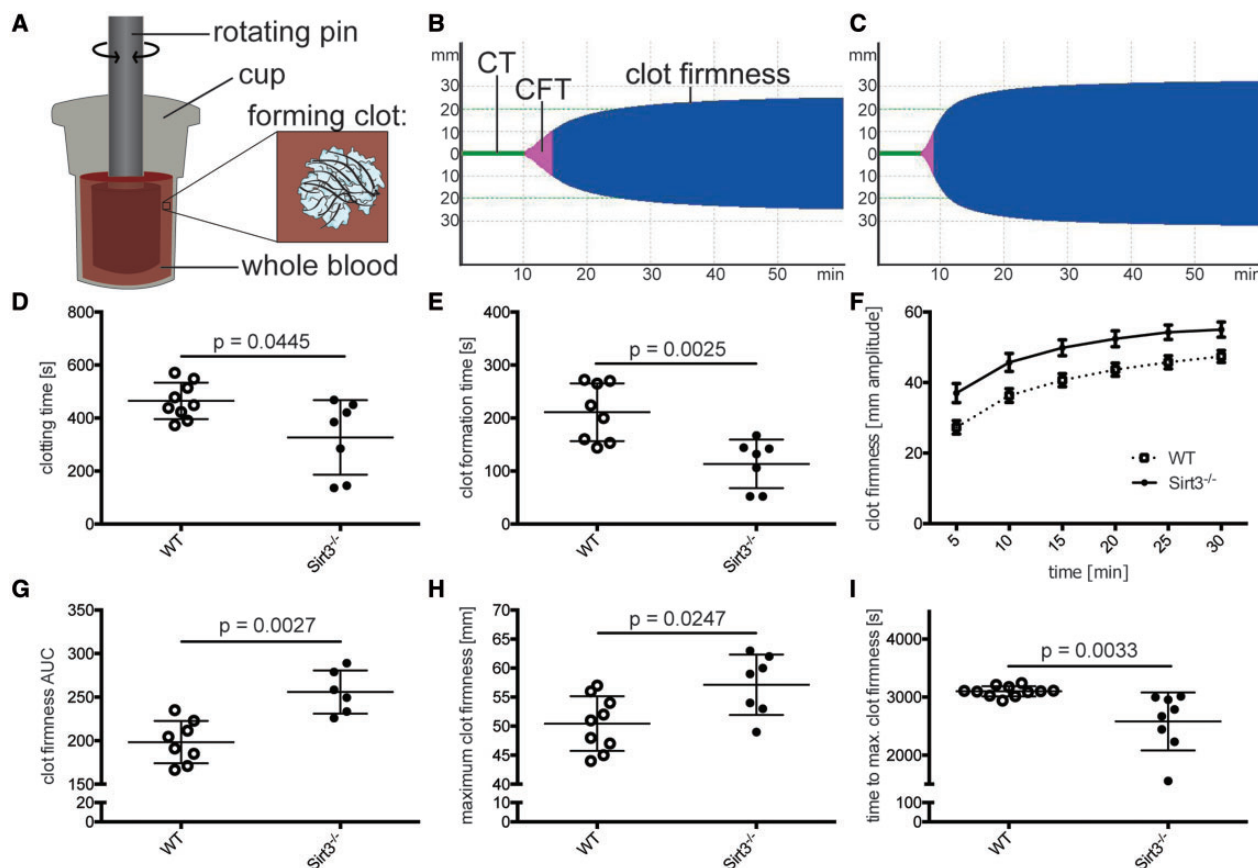 A
rotating pin
cup
forming clot:
whole blood
B
mm
CT
CFT
clot firmness
30
20
10
0
10
20
30
10 20 30 40 50 min
C
mm
30
20
10
0
10
20
30
10 20 30 40 50 min
D
clotting time [s]
800
600
400
200
0
p = 0.0445
WT Sirt3-/-
E
clot formation time [s]
400
300
200
100
0
p = 0.0025
WT Sirt3-/-
F
clot firmness [mm amplitude]
60
40
20
0
WT
Sirt3-/-
5 10 15 20 25 30
time [min]
G
clot firmness AUC
350
300
250
200
150
20
0
p = 0.0027
WT Sirt3-/-
H
maximum clot firmness [mm]
70
65
60
55
50
45
40
20
0
p = 0.0247
WT Sirt3-/-
I
time to max. clot firmness [s]
4000
3000
2000
100
0
p = 0.0033
WT Sirt3-/-